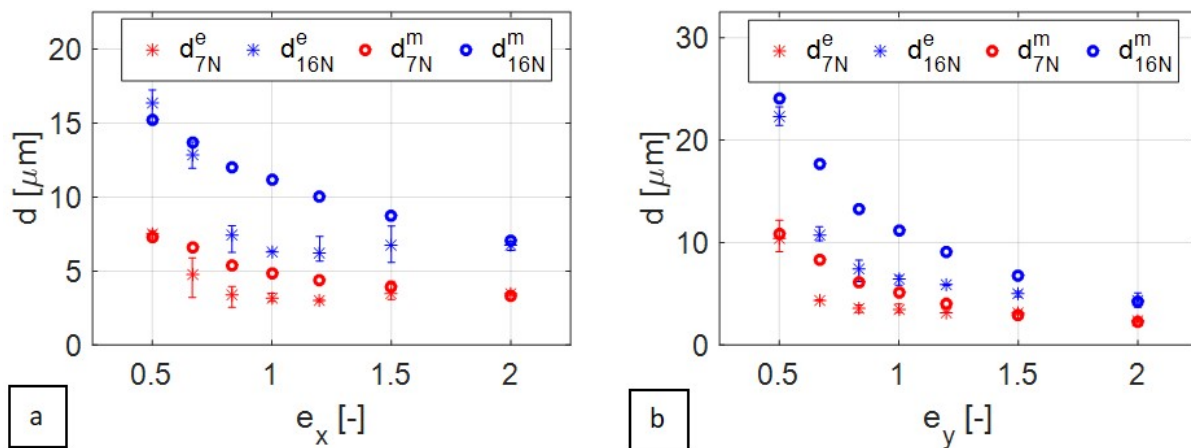 d^e_7N d^e_16N d^m_7N d^m_16N
20
15
10
5
0
d [μm]
0.5 1 1.5 2
e_x [-]
a
d^e_7N d^e_16N d^m_7N d^m_16N
30
20
10
0
d [μm]
0.5 1 1.5 2
e_y [-]
b